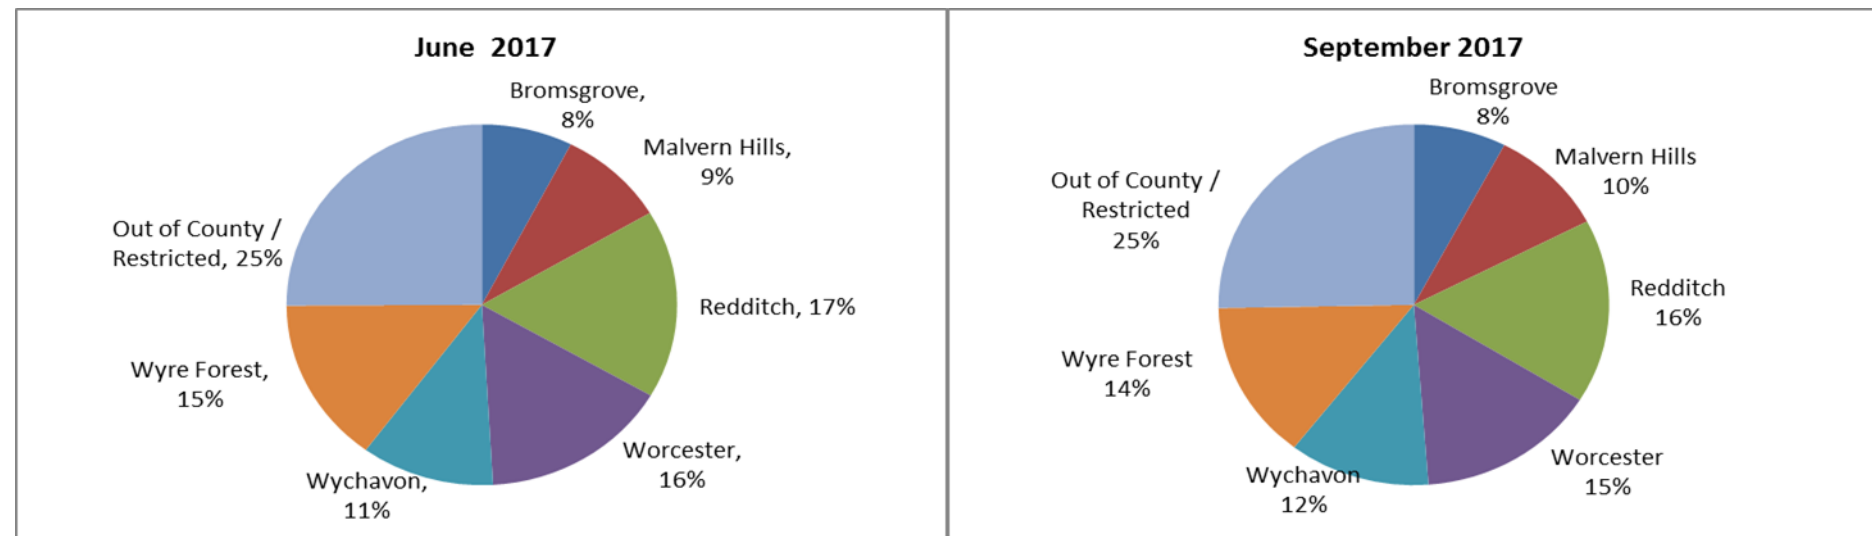 June  2017
Bromsgrove,
8%
Malvern Hills,
9%
Redditch, 17%
Worcester,
16%
Wychavon,
11%
Wyre Forest,
15%
Out of County /
Restricted, 25%
September 2017
Bromsgrove
8%
Malvern Hills
10%
Redditch
16%
Worcester
15%
Wychavon
12%
Wyre Forest
14%
Out of County /
Restricted
25%